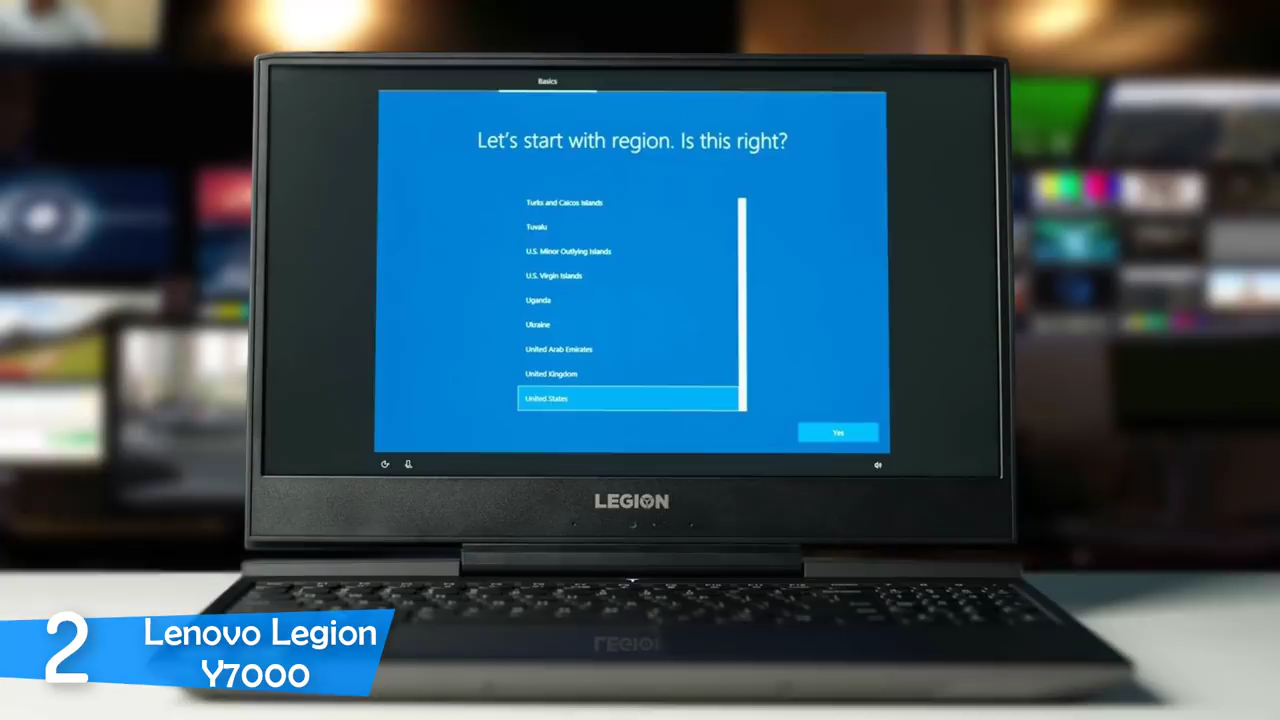 Basics
Let's start with region. Is this right?
Turks and Caicos Islands
Tuvalu
U.S. Minor Outlying Islands
U.S. Virgin Islands
Uganda
Ukraine
United Arab Emirates
United Kingdom
United States
Yes
LEGION
2
Lenovo Legion
Y7000